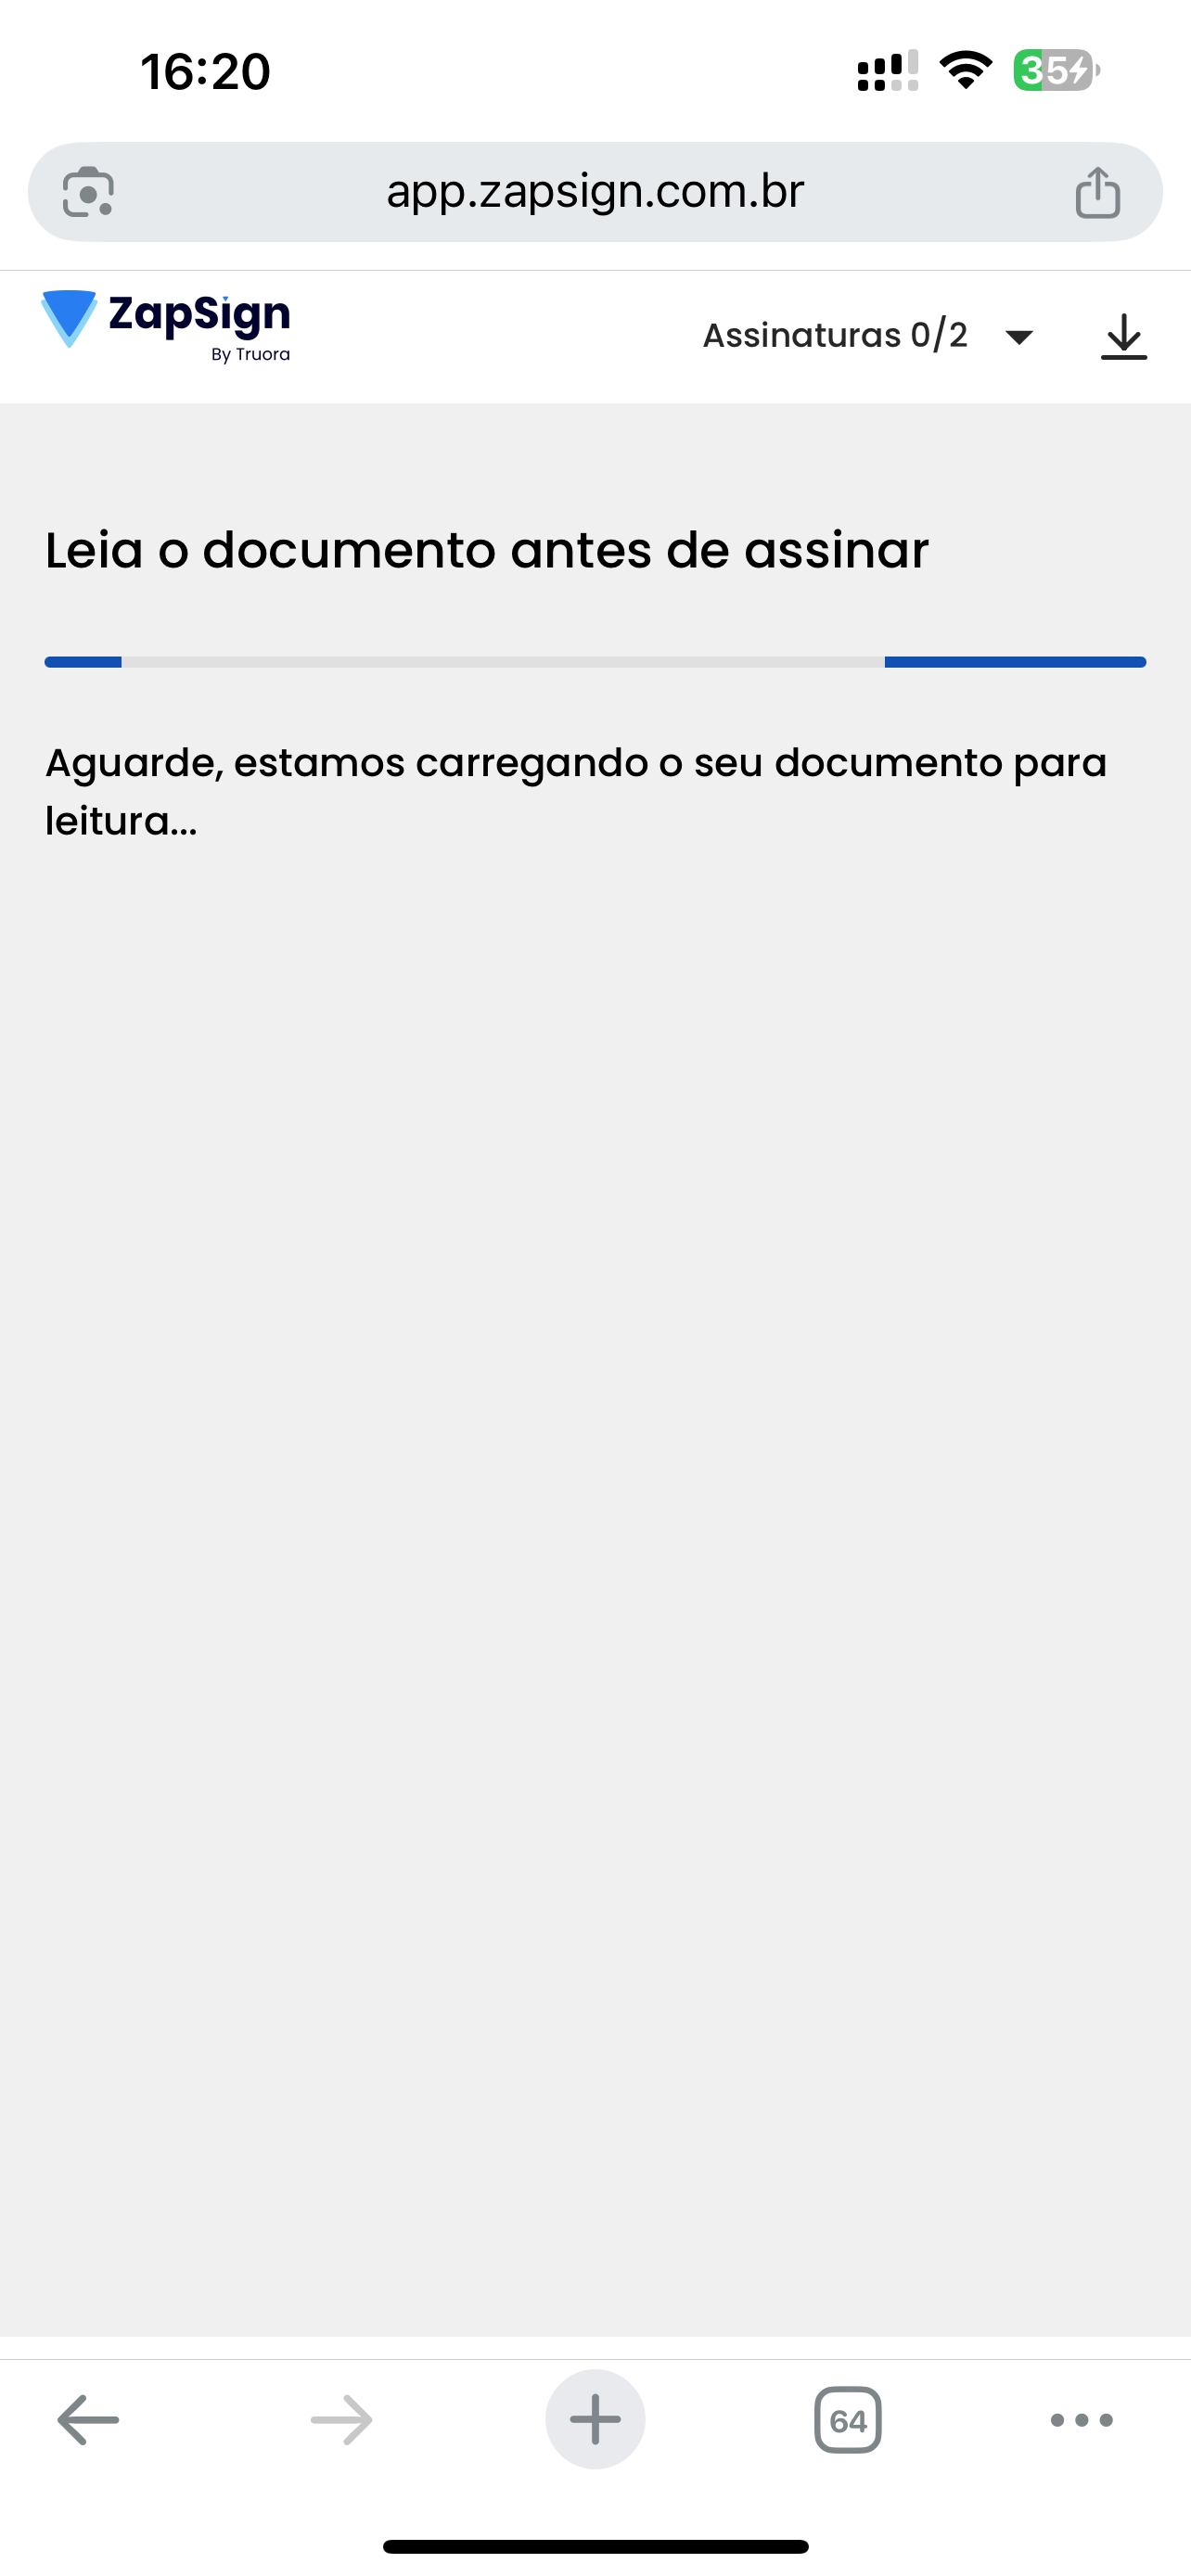 16:20
35
app.zapsign.com.br
ZapSign
By Truora
Assinaturas 0/2
Leia o documento antes de assinar
Aguarde, estamos carregando o seu documento para
leitura...
64